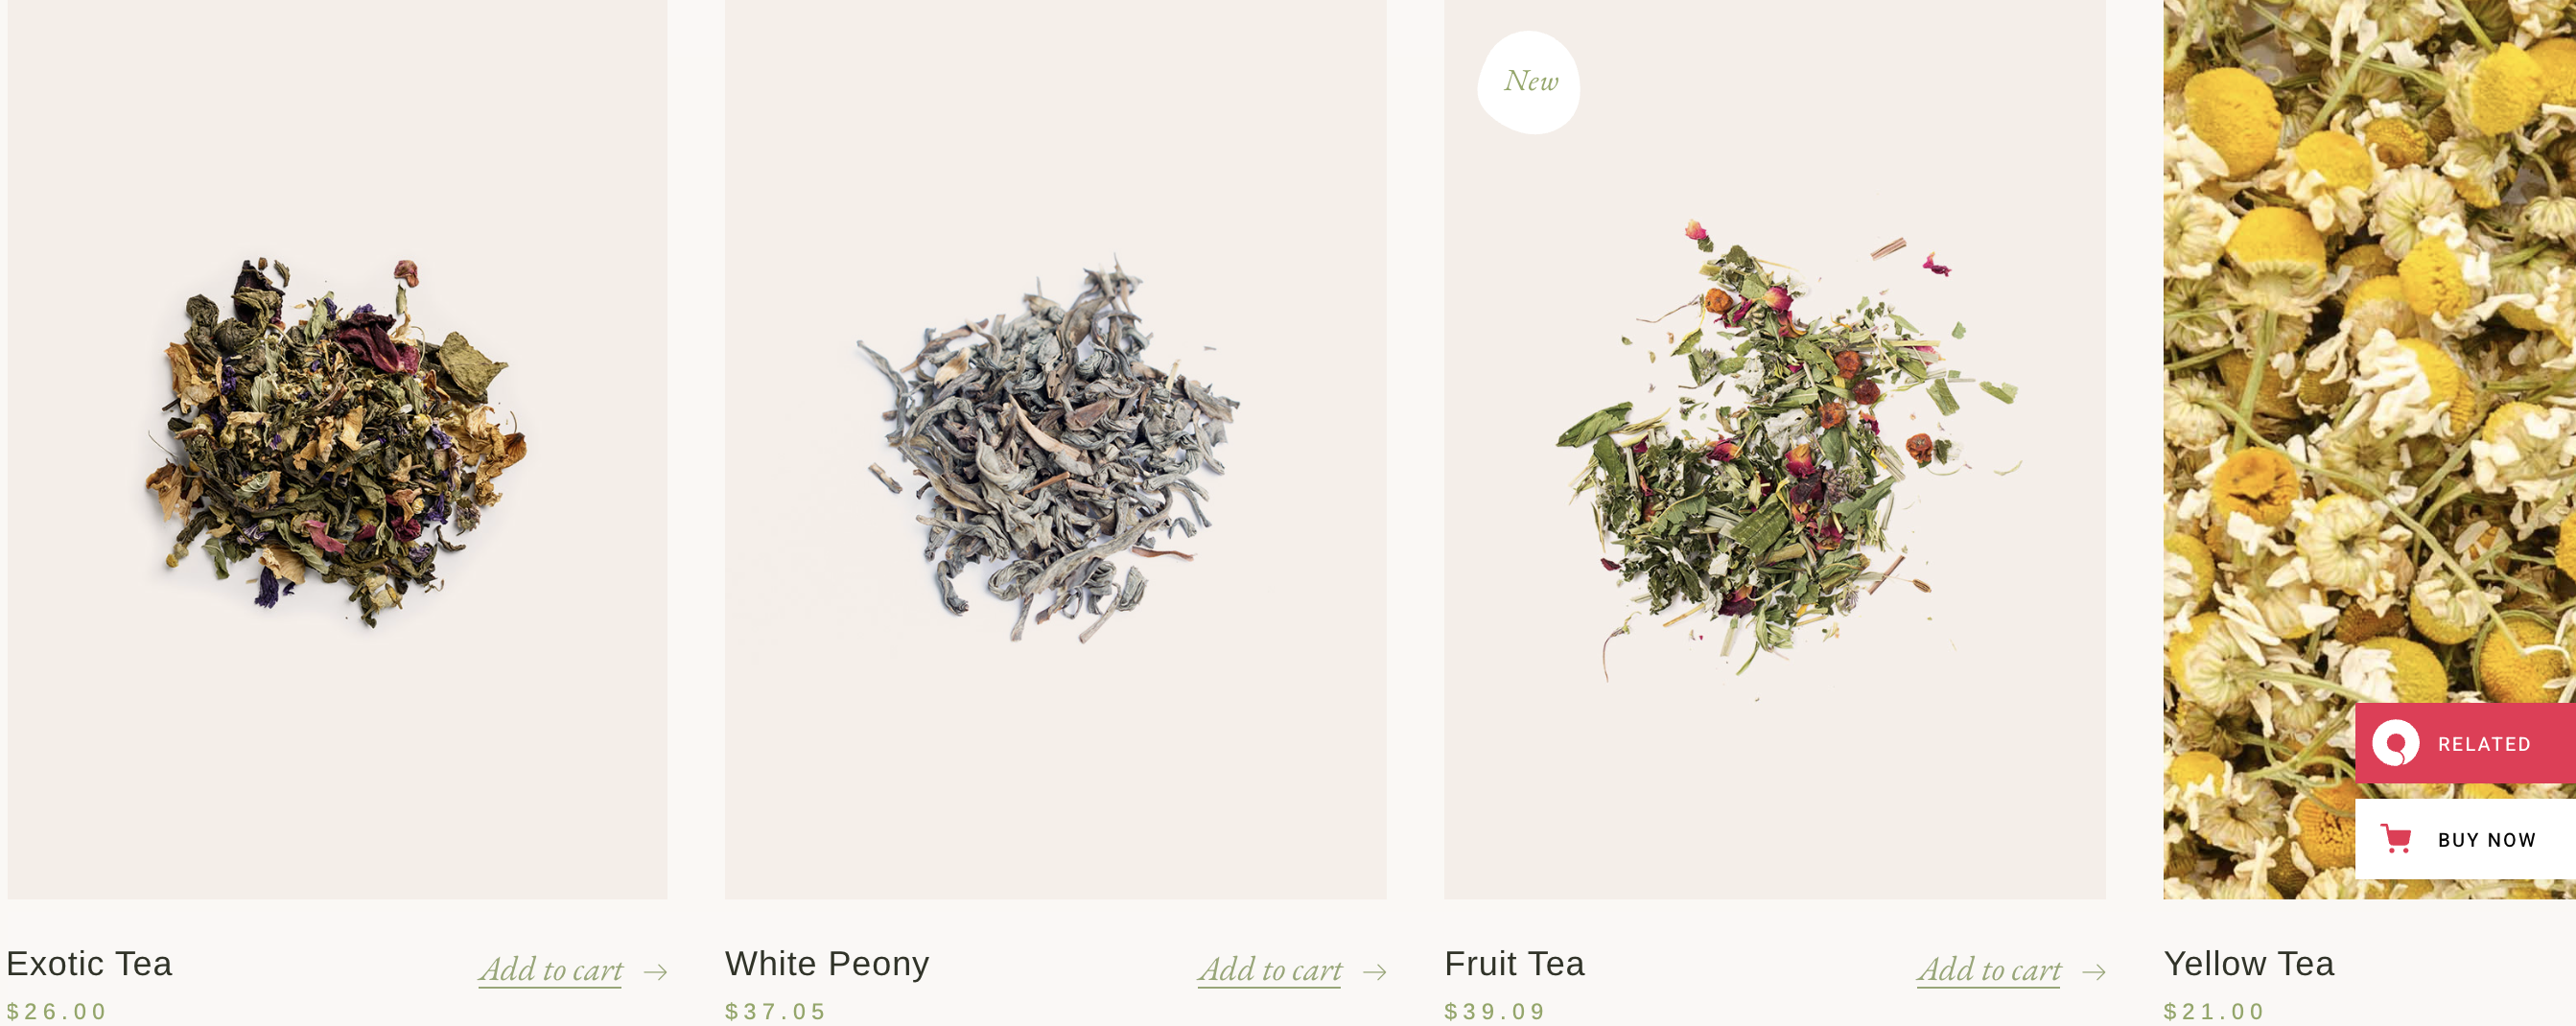 New
RELATED
BUY NOW
Exotic Tea
Add to cart
$26.00
White Peony
Add to cart
$37.05
Fruit Tea
Add to cart
$39.09
Yellow Tea
$21.00